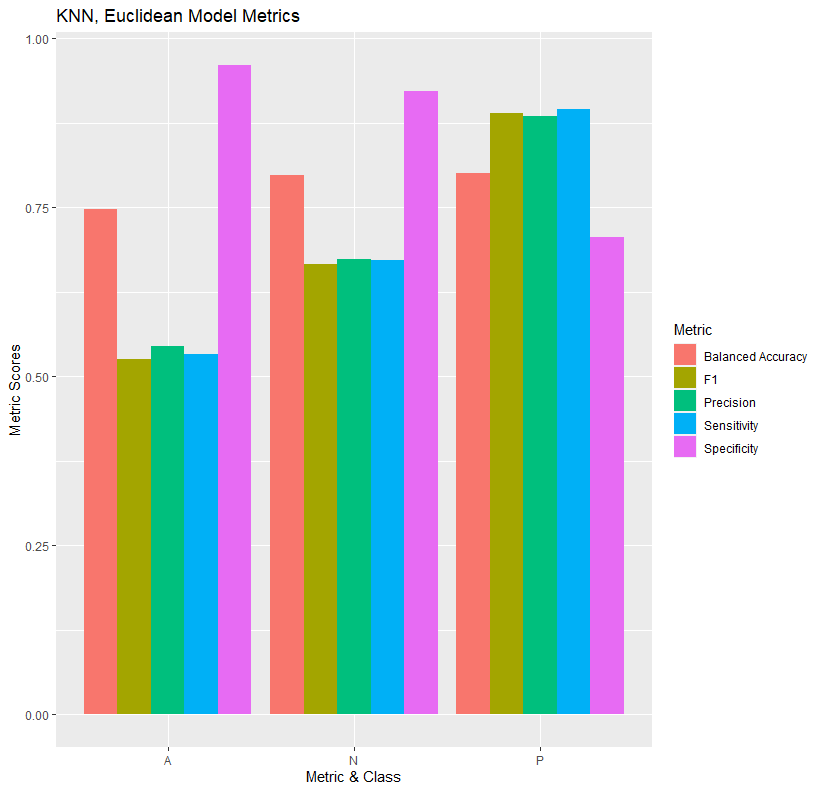 KNN, Euclidean Model Metrics
1.00
0.75
0.50
0.25
0.00
Metric Scores
A
N
P
Metric & Class
Metric
Balanced Accuracy
F1
Precision
Sensitivity
Specificity